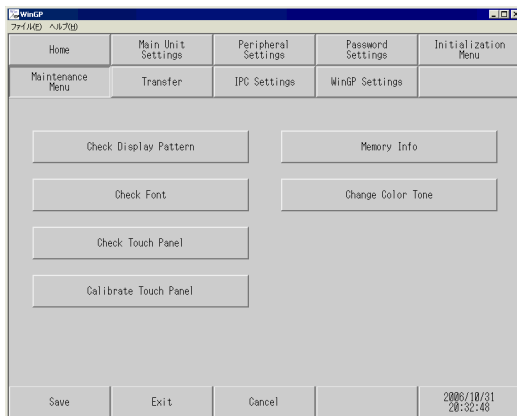 WinGP
ファイル(F) ヘルプ(H)
Home
Main Unit
Settings
Peripheral
Settings
Password
Settings
Initialization
Menu
Maintenance
Menu
Transfer
IPC Settings
WinGP Settings
Check Display Pattern
Memory Info
Check Font
Change Color Tone
Check Touch Panel
Calibrate Touch Panel
Save
Exit
Cancel
2006/10/31
20:32:48